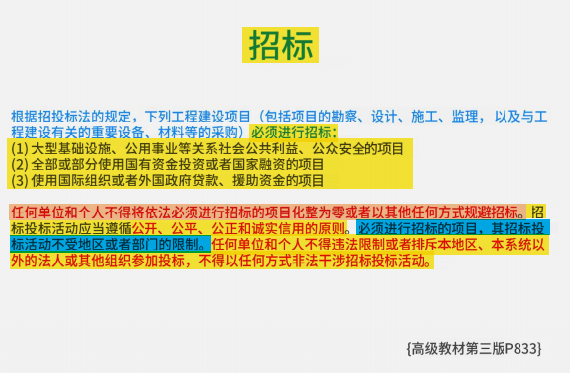 招标
根据招投标法的规定，下列工程建设项目（包括项目的勘察、设计、施工、监理， 以及与工
程建设有关的重要设备、材料等的采购）必须进行招标：
(1) 大型基础设施、公用事业等关系社会公共利益、公众安全的项目
(2) 全部或部分使用国有资金投资或者国家融资的项目
(3) 使用国际组织或者外国政府贷款、援助资金的项目
任何单位和个人不得将依法必须进行招标的项目化整为零或者以其他任何方式规避招标。招
标投标活动应当遵循公开、公平、公正和诚实信用的原则。必须进行招标的项目，其招标投
标活动不受地区或者部门的限制。任何单位和个人不得违法限制或者排斥本地区、本系统以
外的法人或其他组织参加投标，不得以任何方式非法干涉招标投标活动。
{高级教材第三版P833}